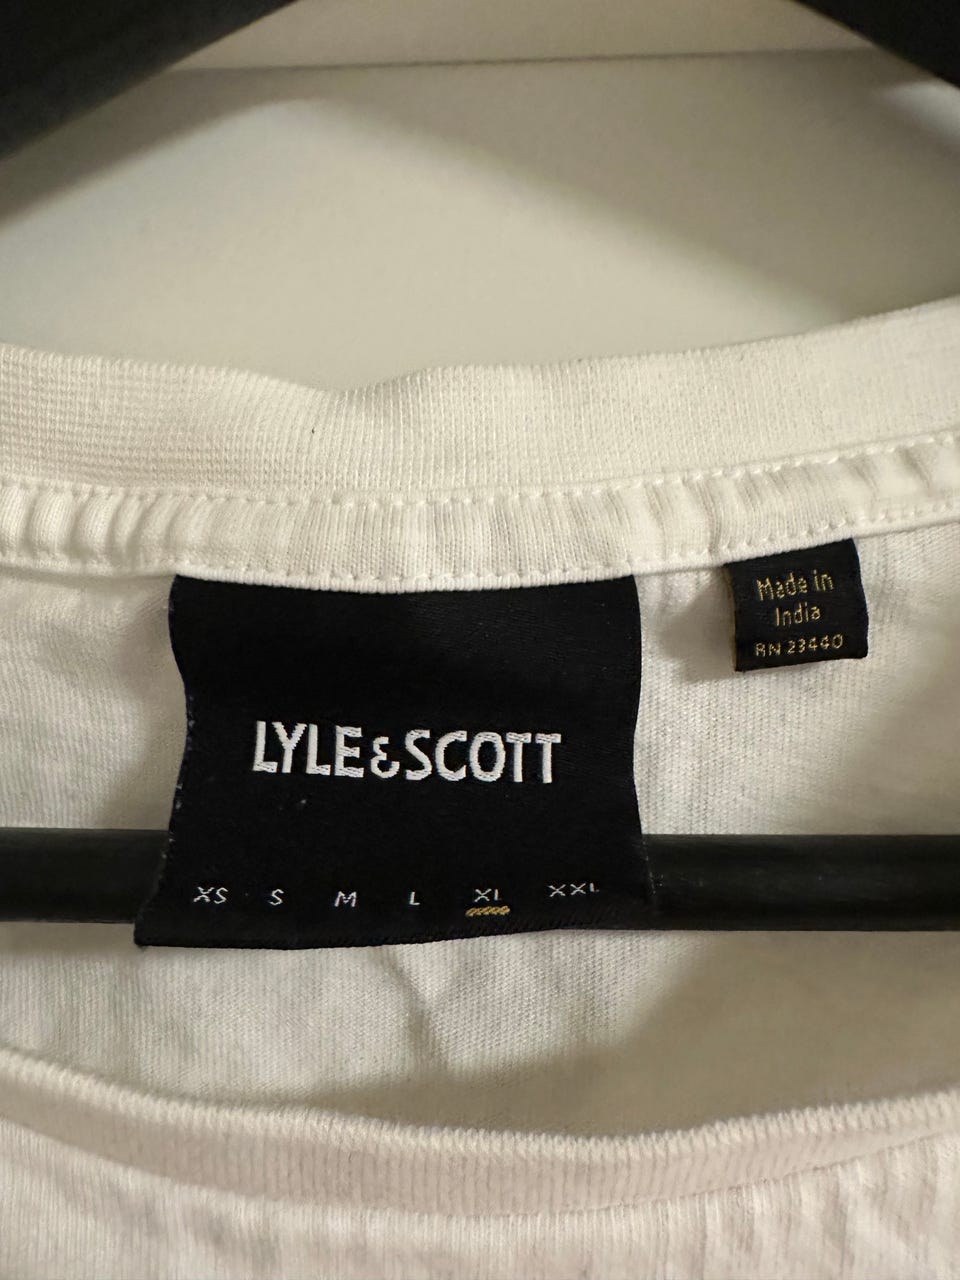 Made in
India
RN 23440
LYLE & SCOTT
XS S M L XL XXL